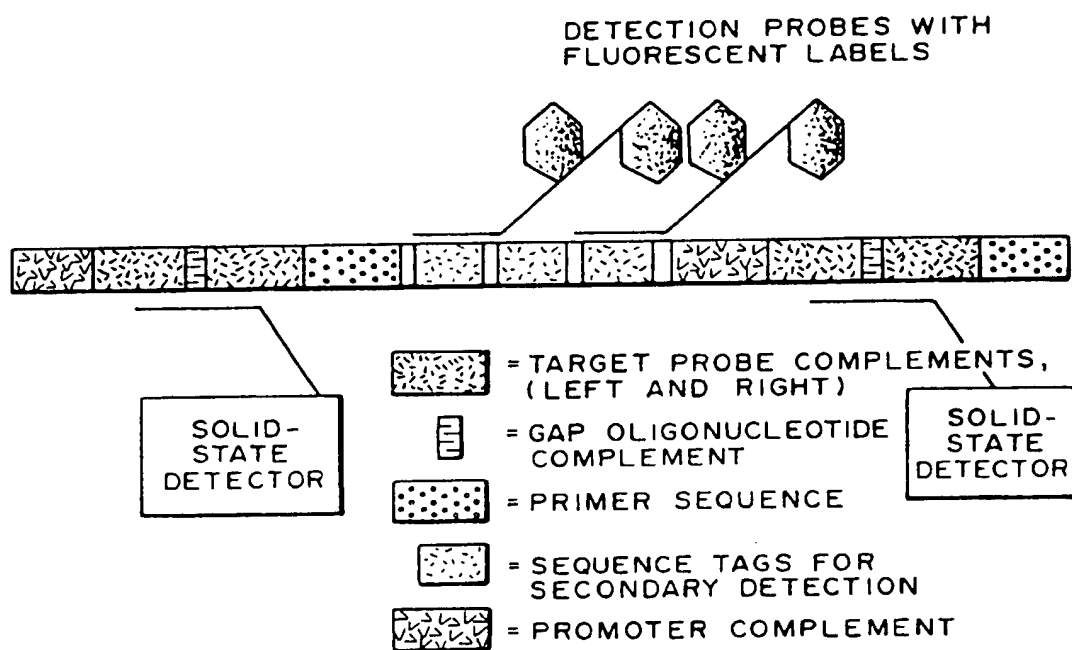 DETECTION PROBES WITH
FLUORESCENT LABELS
= TARGET PROBE COMPLEMENTS,
(LEFT AND RIGHT)
= GAP OLIGONUCLEOTIDE
COMPLEMENT
= PRIMER SEQUENCE
= SEQUENCE TAGS FOR
SECONDARY DETECTION
= PROMOTER COMPLEMENT
SOLID-
STATE
DETECTOR
SOLID-
STATE
DETECTOR